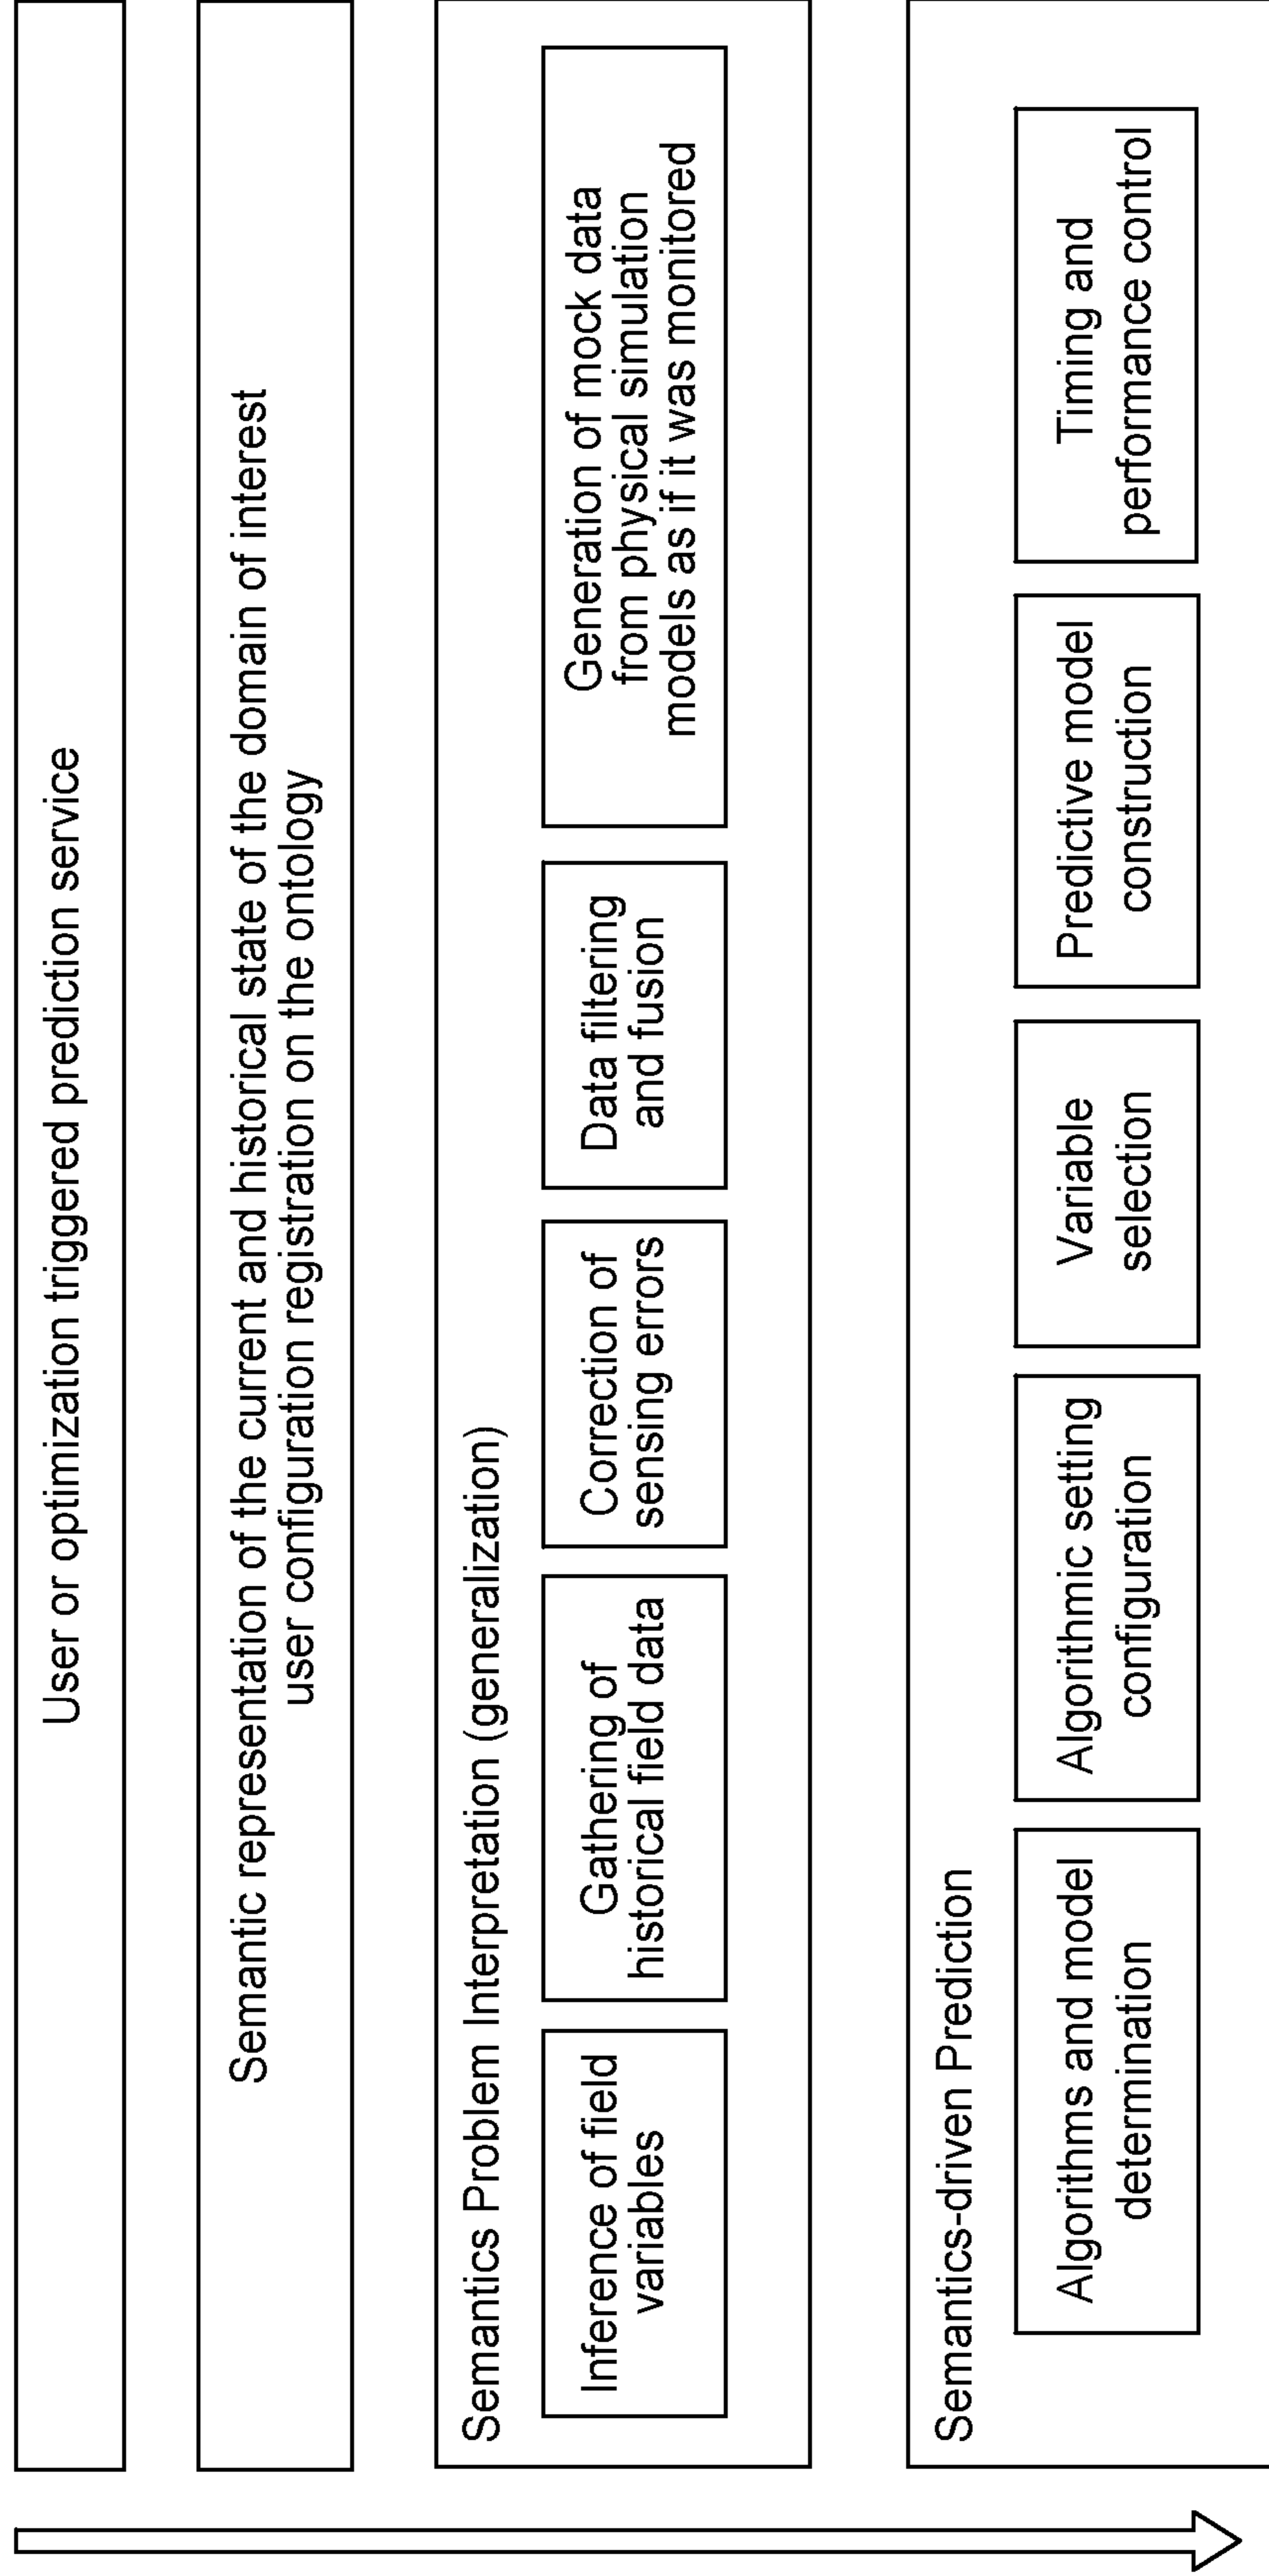 User or optimization triggered prediction service
Semantic representation of the current and historical state of the domain of interest
user configuration registration on the ontology
Semantics Problem Interpretation (generalization)
Inference of field
variables
Gathering of
historical field data
Correction of
sensing errors
Data filtering
and fusion
Generation of mock data
from physical simulation
models as if it was monitored
Semantics-driven Prediction
Algorithms and model
determination
Algorithmic setting
configuration
Variable
selection
Predictive model
construction
Timing and
performance control